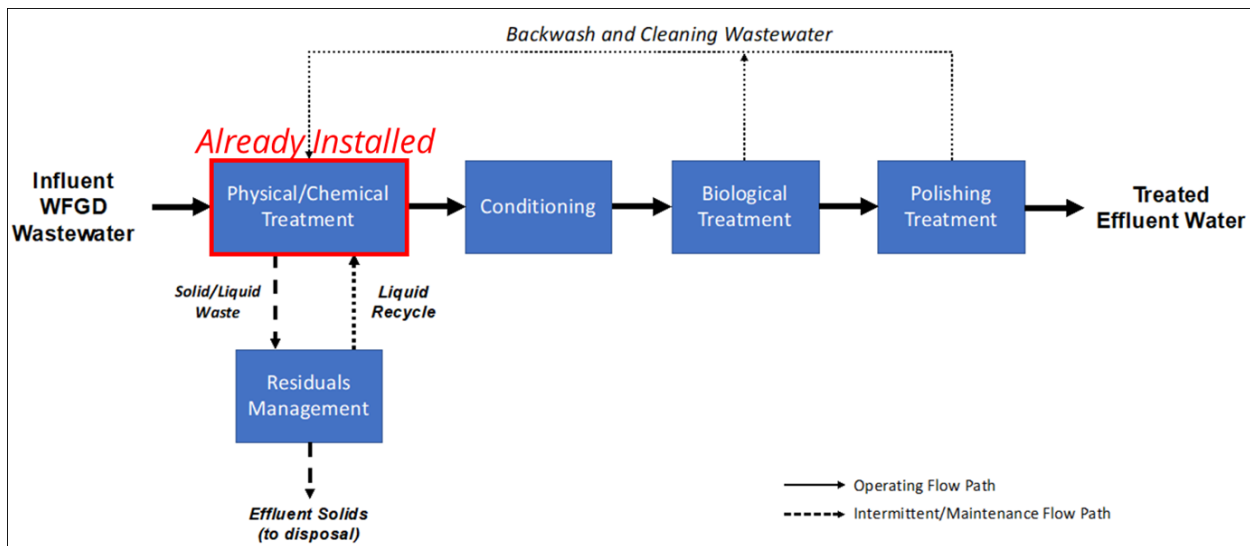 Backwash and Cleaning Wastewater
Already Installed
Influent
WFGD
Wastewater
Physical/Chemical
Treatment
Conditioning
Biological
Treatment
Polishing
Treatment
Treated
Effluent Water
Solid/Liquid
Waste
Liquid
Recycle
Residuals
Management
Effluent Solids
(to disposal)
Operating Flow Path
Intermittent/Maintenance Flow Path